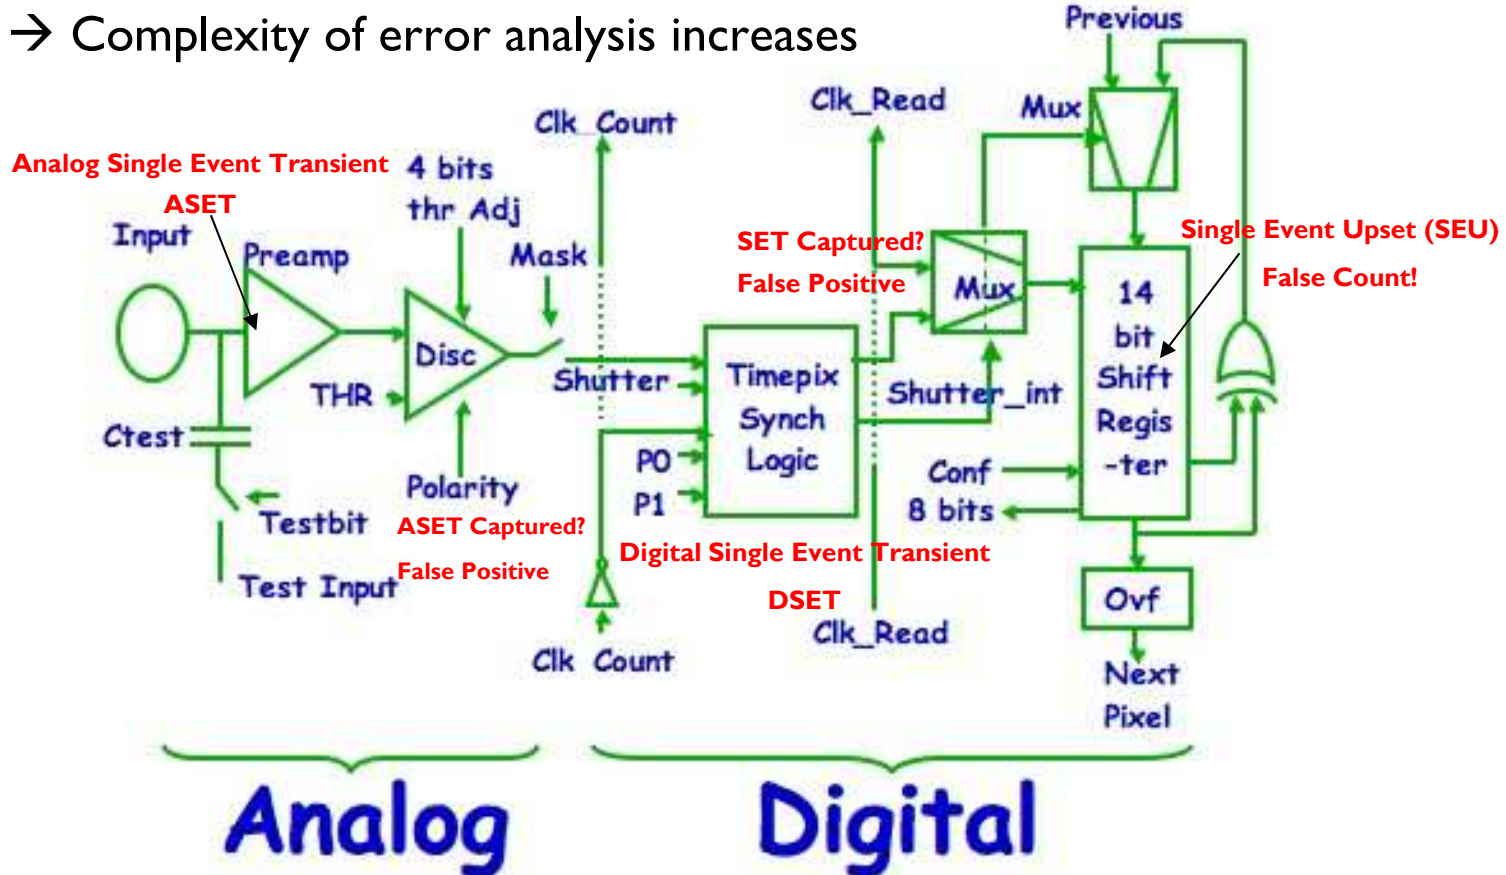 → Complexity of error analysis increases
Previous
Clk_Read
Mux
Clk_Count
Analog Single Event Transient
ASET
4 bits
thr Adj
Input
Preamp
Mask
SET Captured?
False Positive
Single Event Upset (SEU)
False Count!
Mux
14
bit
Shift
Regis
-ter
Disc
THR
Shutter
Timepix
Synch
Logic
Shutter_int
Ctest
P0
P1
Conf
8 bits
Polarity
Testbit
ASET Captured?
False Positive
Test Input
Digital Single Event Transient
DSET
Clk_Read
Ovf
Clk Count
Next
Pixel
Analog
Digital